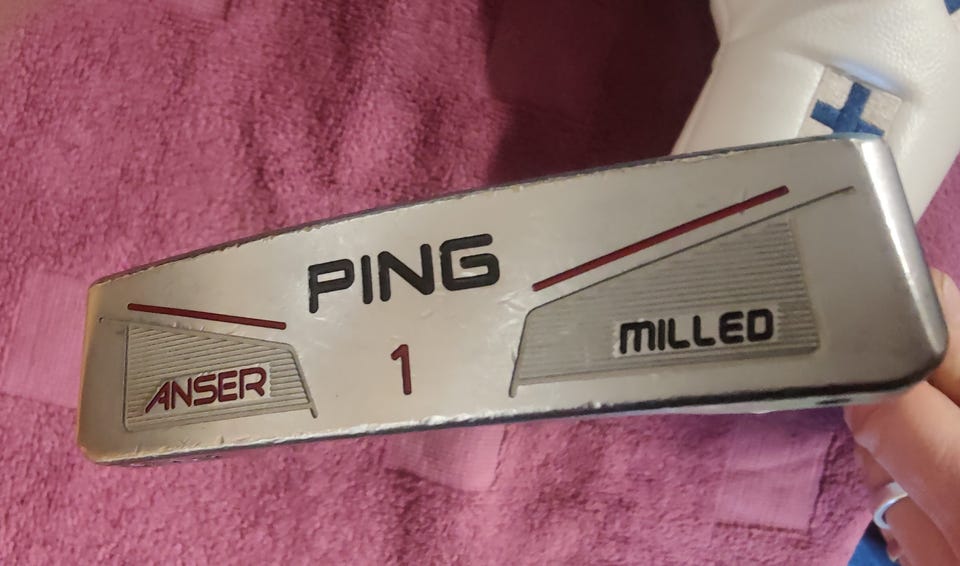 PING
1
ANSER
MILLED